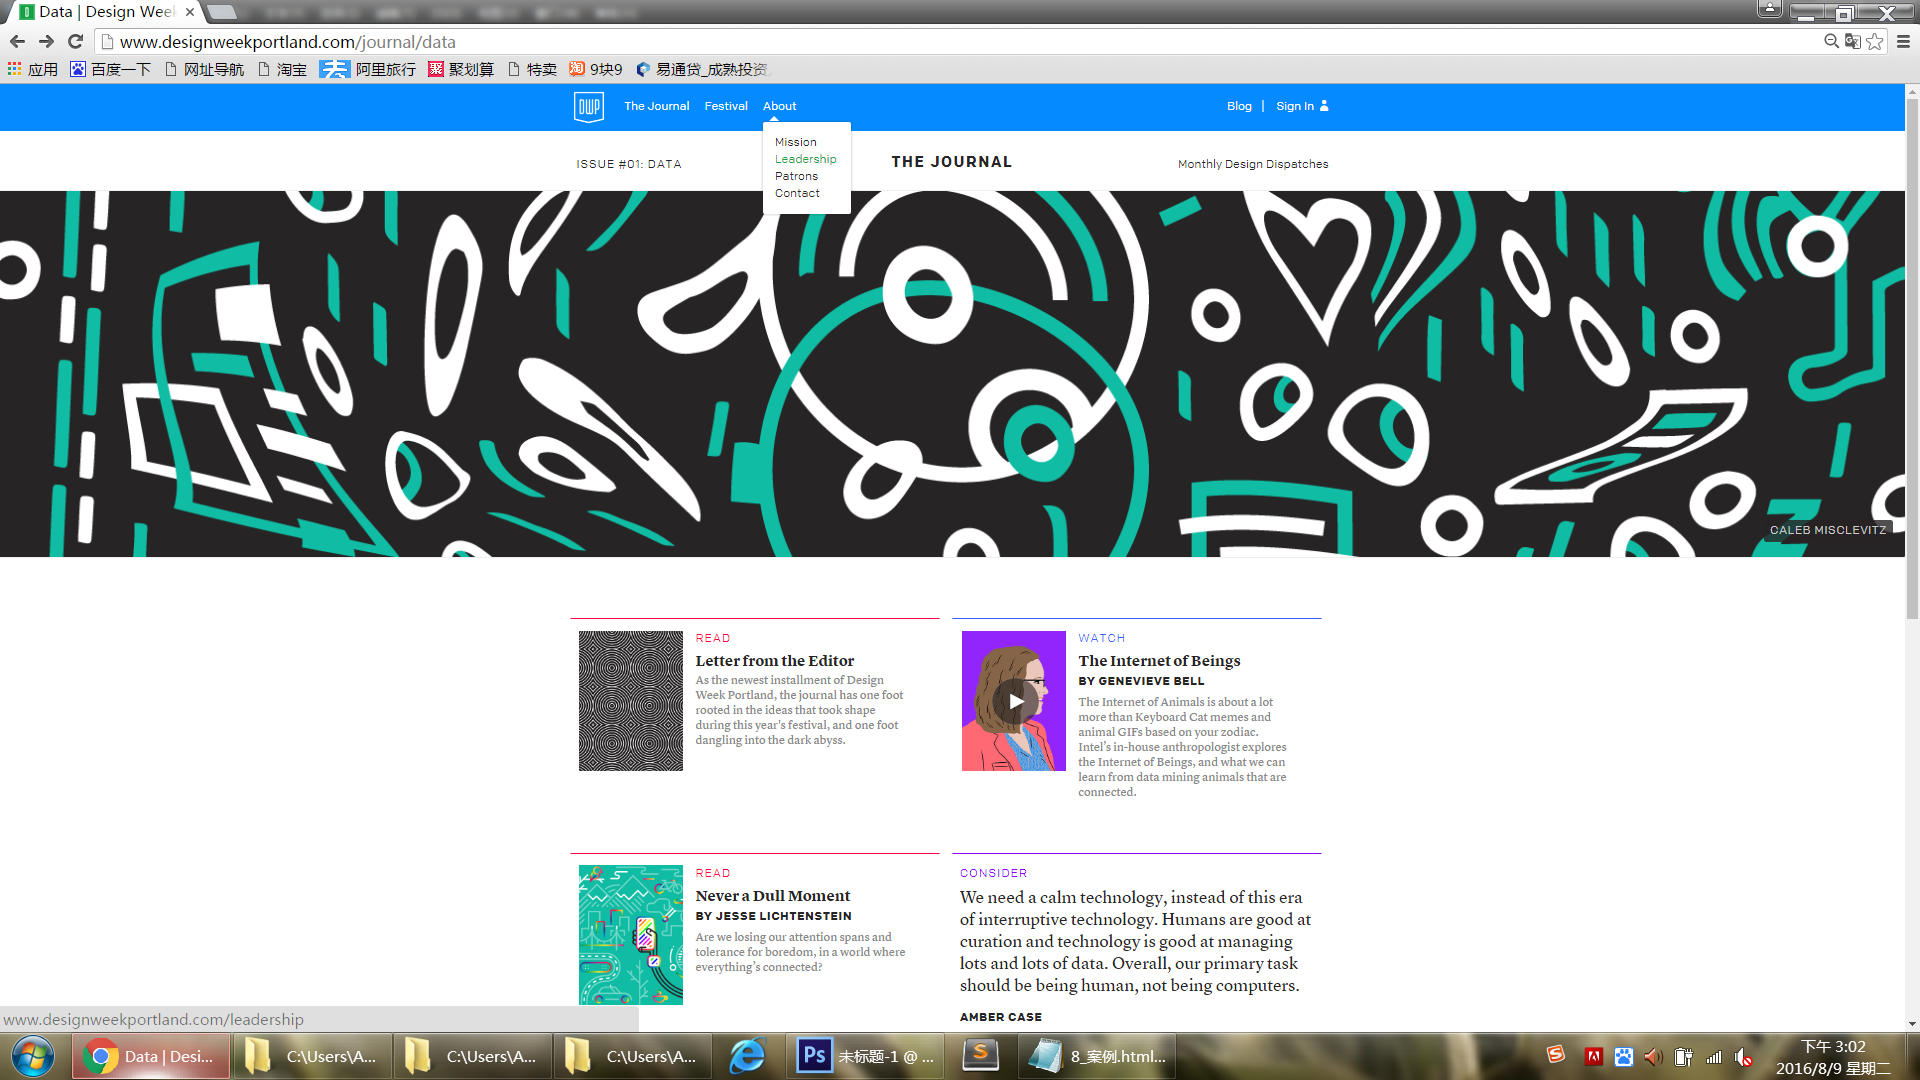 Data | Design Week
www.designweekportland.com/journal/data
应用 百度一下 网址导航 淘宝 去 阿里旅行 聚 聚划算 特卖 淘 9块9 易通贷_成熟投资
DWP The Journal Festival About Blog | Sign In
Mission
Leadership
Patrons
Contact
ISSUE #01: DATA THE JOURNAL Monthly Design Dispatches
CALEB MISCLEVITZ
READ
Letter from the Editor
As the newest installment of Design
Week Portland, the journal has one foot
rooted in the ideas that took shape
during this year's festival, and one foot
dangling into the dark abyss.
WATCH
The Internet of Beings
BY GENEVIEVE BELL
The Internet of Animals is about a lot
more than Keyboard Cat memes and
animal GIFs based on your zodiac.
Intel's in-house anthropologist explores
the Internet of Beings, and what we can
learn from data mining animals that are
connected.
READ
Never a Dull Moment
BY JESSE LICHTENSTEIN
Are we losing our attention spans and
tolerance for boredom, in a world where
everything's connected?
CONSIDER
We need a calm technology, instead of this era
of interruptive technology. Humans are good at
curation and technology is good at managing
lots and lots of data. Overall, our primary task
should be being human, not being computers.
AMBER CASE
www.designweekportland.com/leadership
Data | Desi... C:\Users\A... C:\Users\A... C:\Users\A... Ps 未标题-1 @ ... S 8_案例.html...
下午 3:02
2016/8/9 星期二